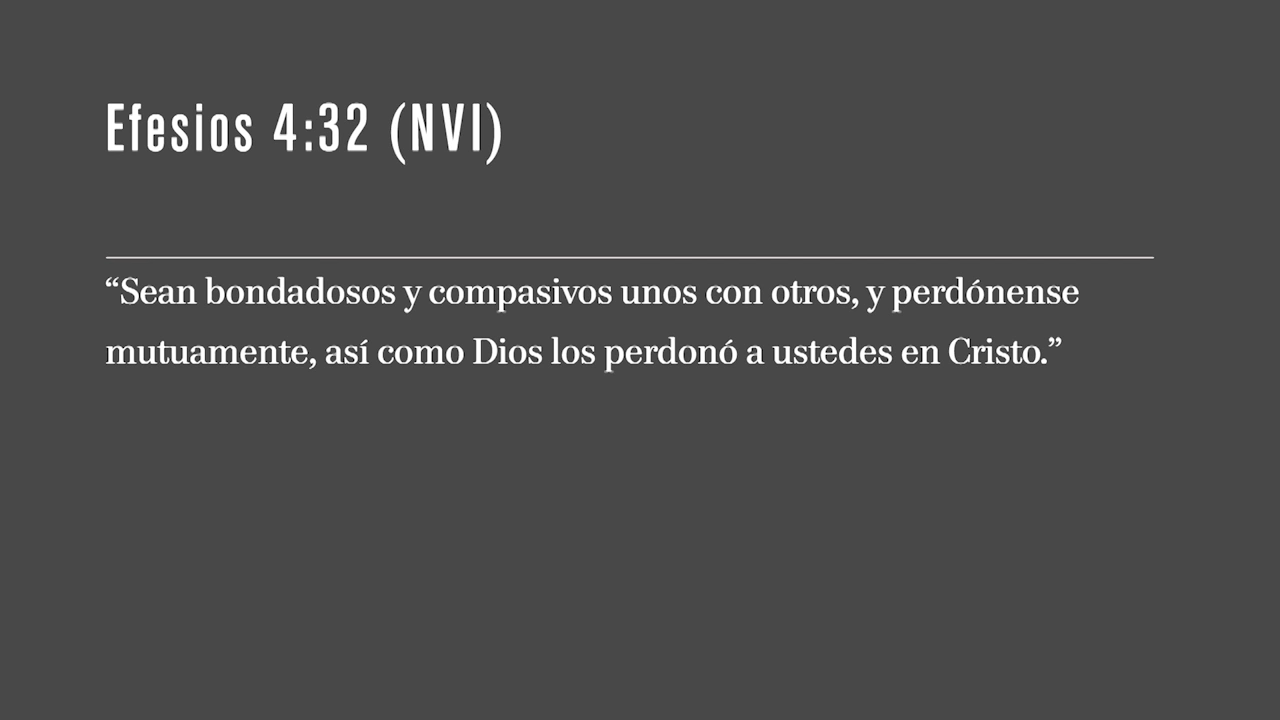 Efesios 4:32 (NVI)
“Sean bondadosos y compasivos unos con otros, y perdónense
mutuamente, así como Dios los perdonó a ustedes en Cristo.”